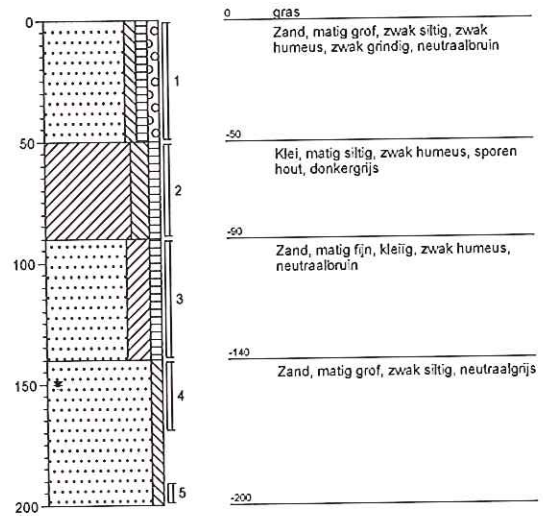 0 gras
Zand, matig grof, zwak siltig, zwak
humeus, zwak grindig, neutraalbruin
-50
Klei, matig siltig, zwak humeus, sporen
hout, donkergrijs
-90
Zand, matig fijn, kleiïg, zwak humeus,
neutraalbruin
-140
Zand, matig grof, zwak siltig, neutraalgrijs
-200
0
50
100
150
200
1
2
3
4
5